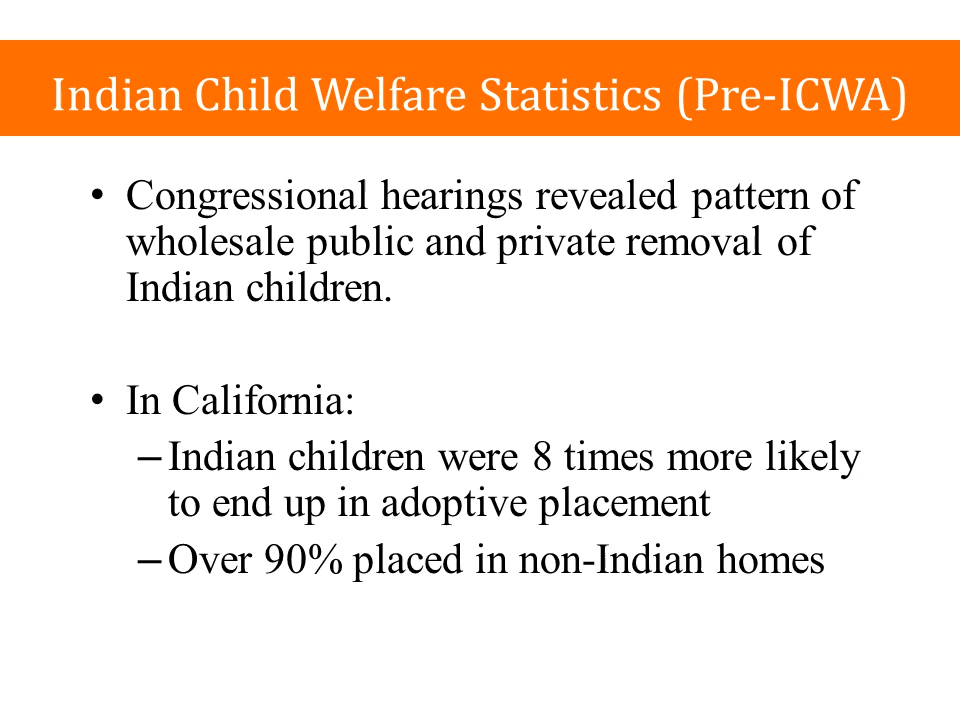 Indian Child Welfare Statistics (Pre-ICWA)
• Congressional hearings revealed pattern of
wholesale public and private removal of
Indian children.
• In California:
– Indian children were 8 times more likely
to end up in adoptive placement
– Over 90% placed in non-Indian homes